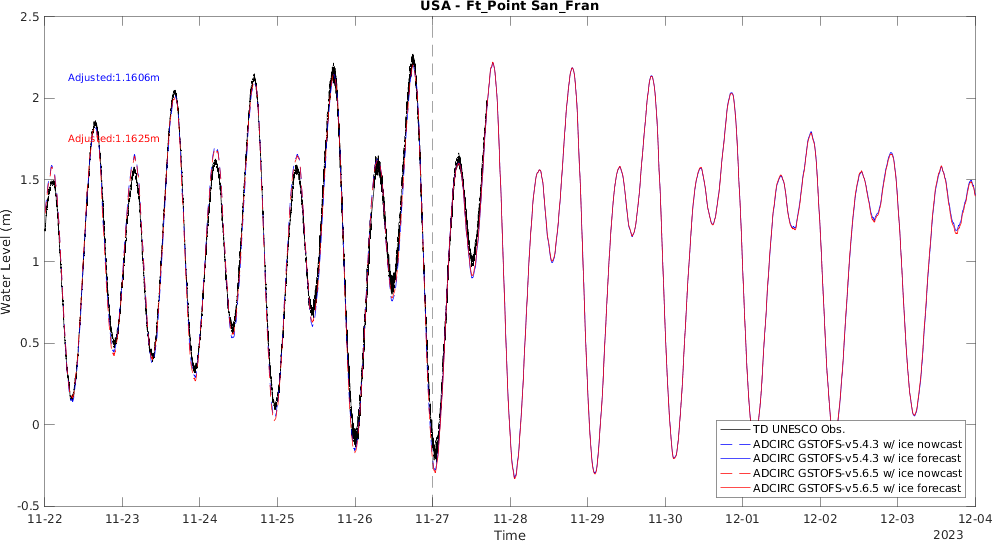 USA - Ft_Point San_Fran
2.5
2
1.5
1
0.5
0
-0.5
Water Level (m)
Adjusted:1.1606m
Adjusted:1.1625m
TD UNESCO Obs.
ADCIRC GSTOFS-v5.4.3 w/ ice nowcast
ADCIRC GSTOFS-v5.4.3 w/ ice forecast
ADCIRC GSTOFS-v5.6.5 w/ ice nowcast
ADCIRC GSTOFS-v5.6.5 w/ ice forecast
11-22 11-23 11-24 11-25 11-26 11-27 11-28 11-29 11-30 12-01 12-02 12-03 12-04
Time
2023